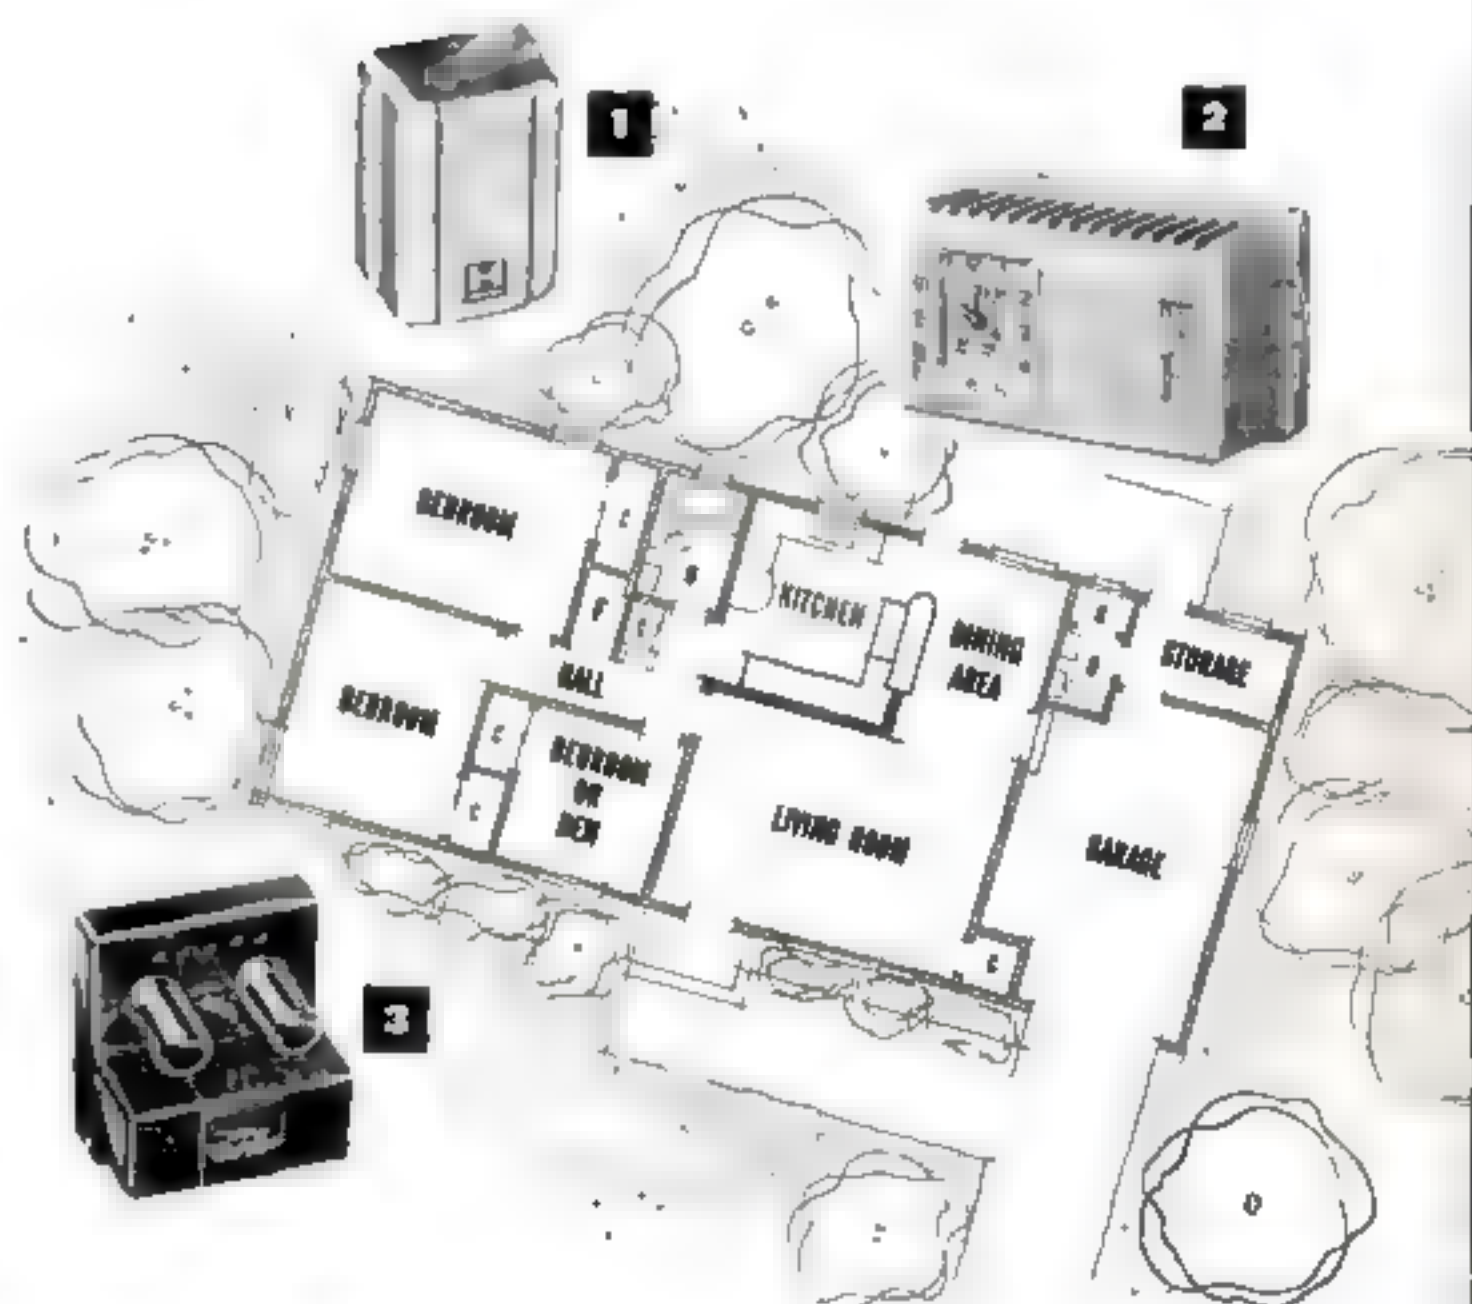 1
2
BEDROOM
C
B
KITCHEN
DINING
AREA
STORAGE
F
C
HALL
B
BEDROOM
C
BEDROOM
OR
DEN
C
LIVING ROOM
GARAGE
C
3